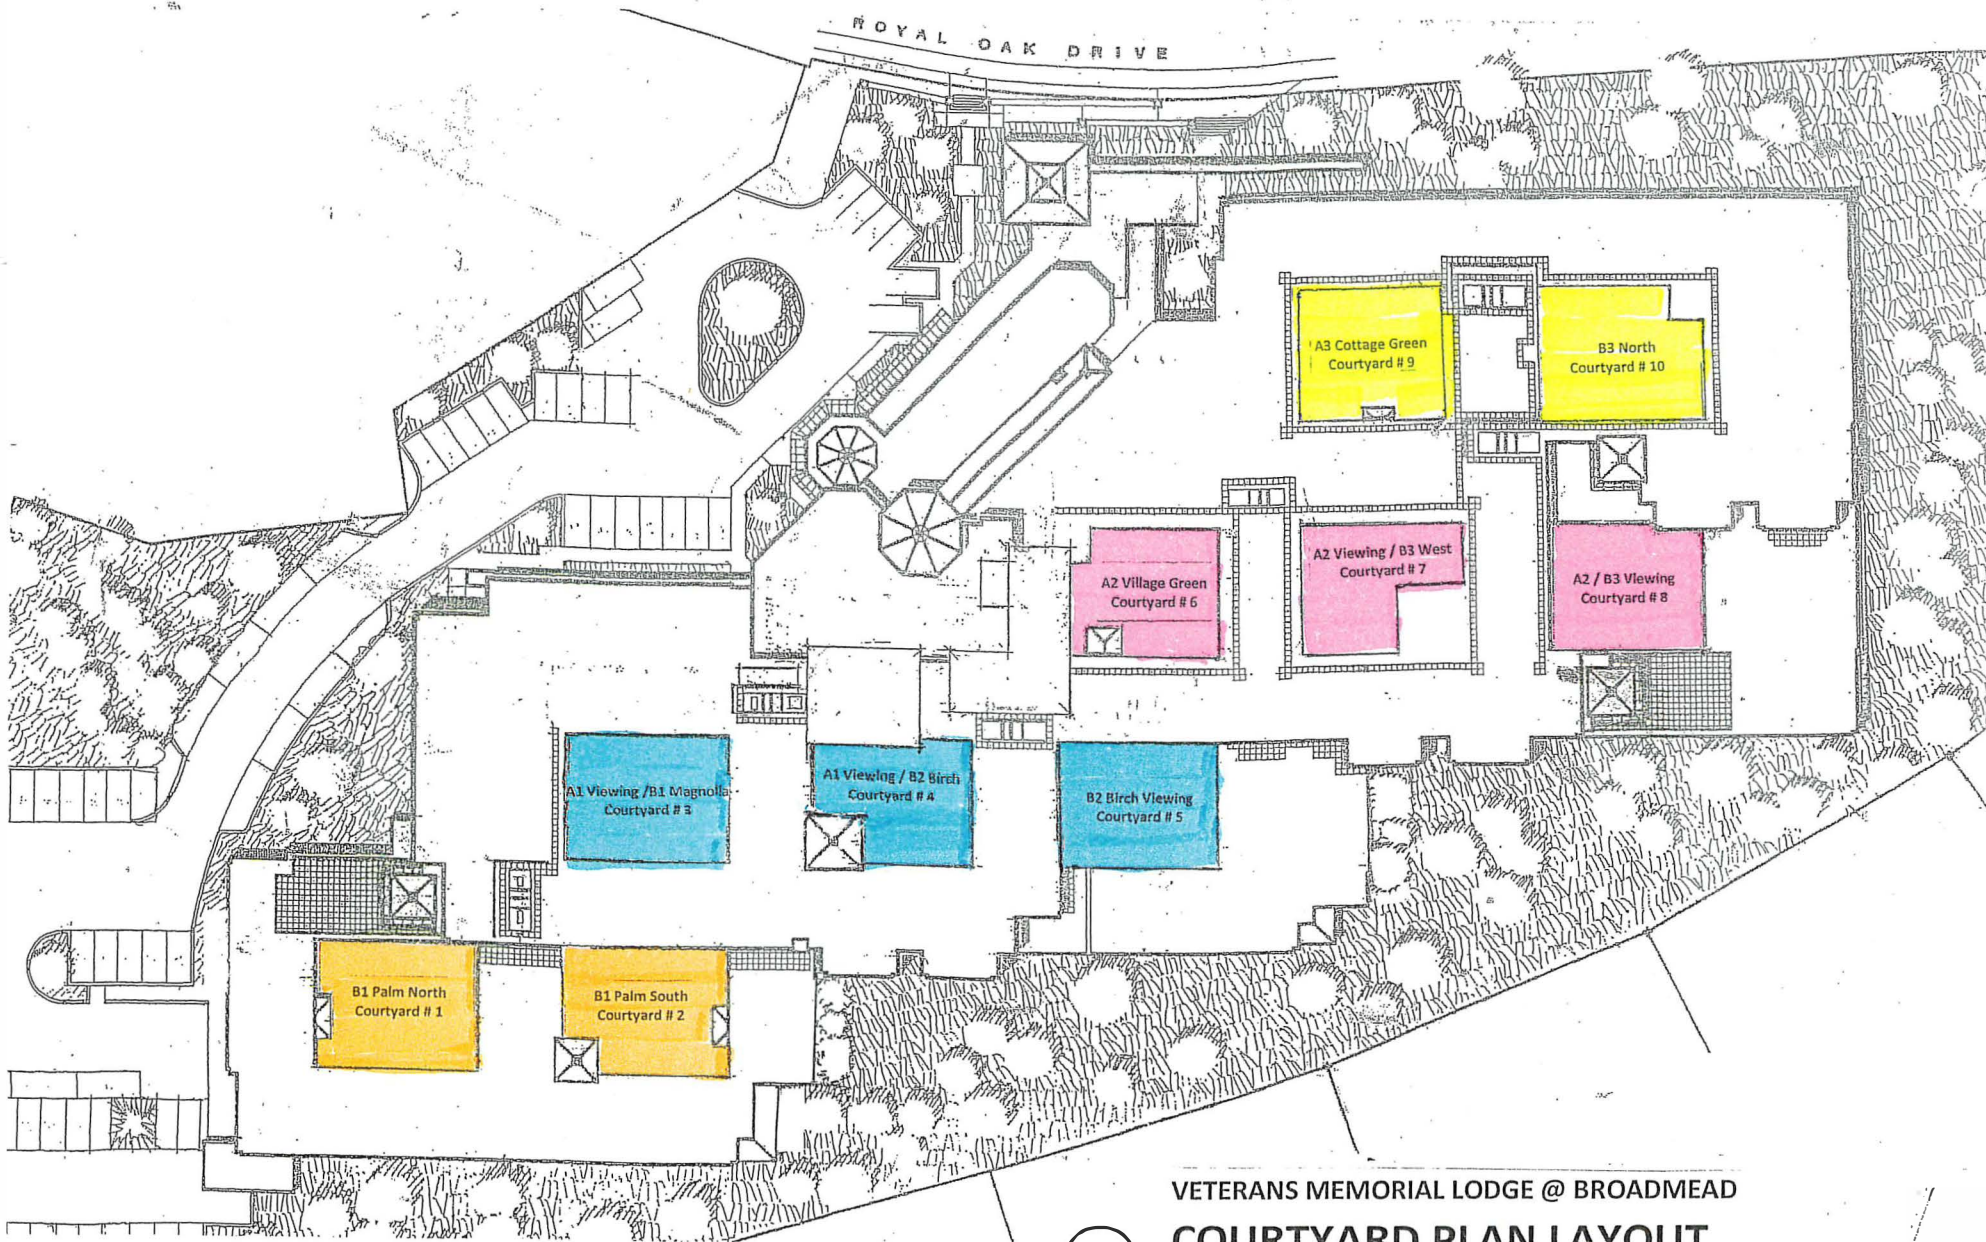 ROYAL OAK DRIVE
A3 Cottage Green
Courtyard # 9
B3 North
Courtyard # 10
A2 Village Green
Courtyard # 6
A2 Viewing / B3 West
Courtyard # 7
A2 / B3 Viewing
Courtyard # 8
A1 Viewing /B1 Magnolia
Courtyard # 3
A1 Viewing / B2 Birch
Courtyard # 4
B2 Birch Viewing
Courtyard # 5
B1 Palm North
Courtyard # 1
B1 Palm South
Courtyard # 2
VETERANS MEMORIAL LODGE @ BROADMEAD
COURTYARD PLAN LAYOUT